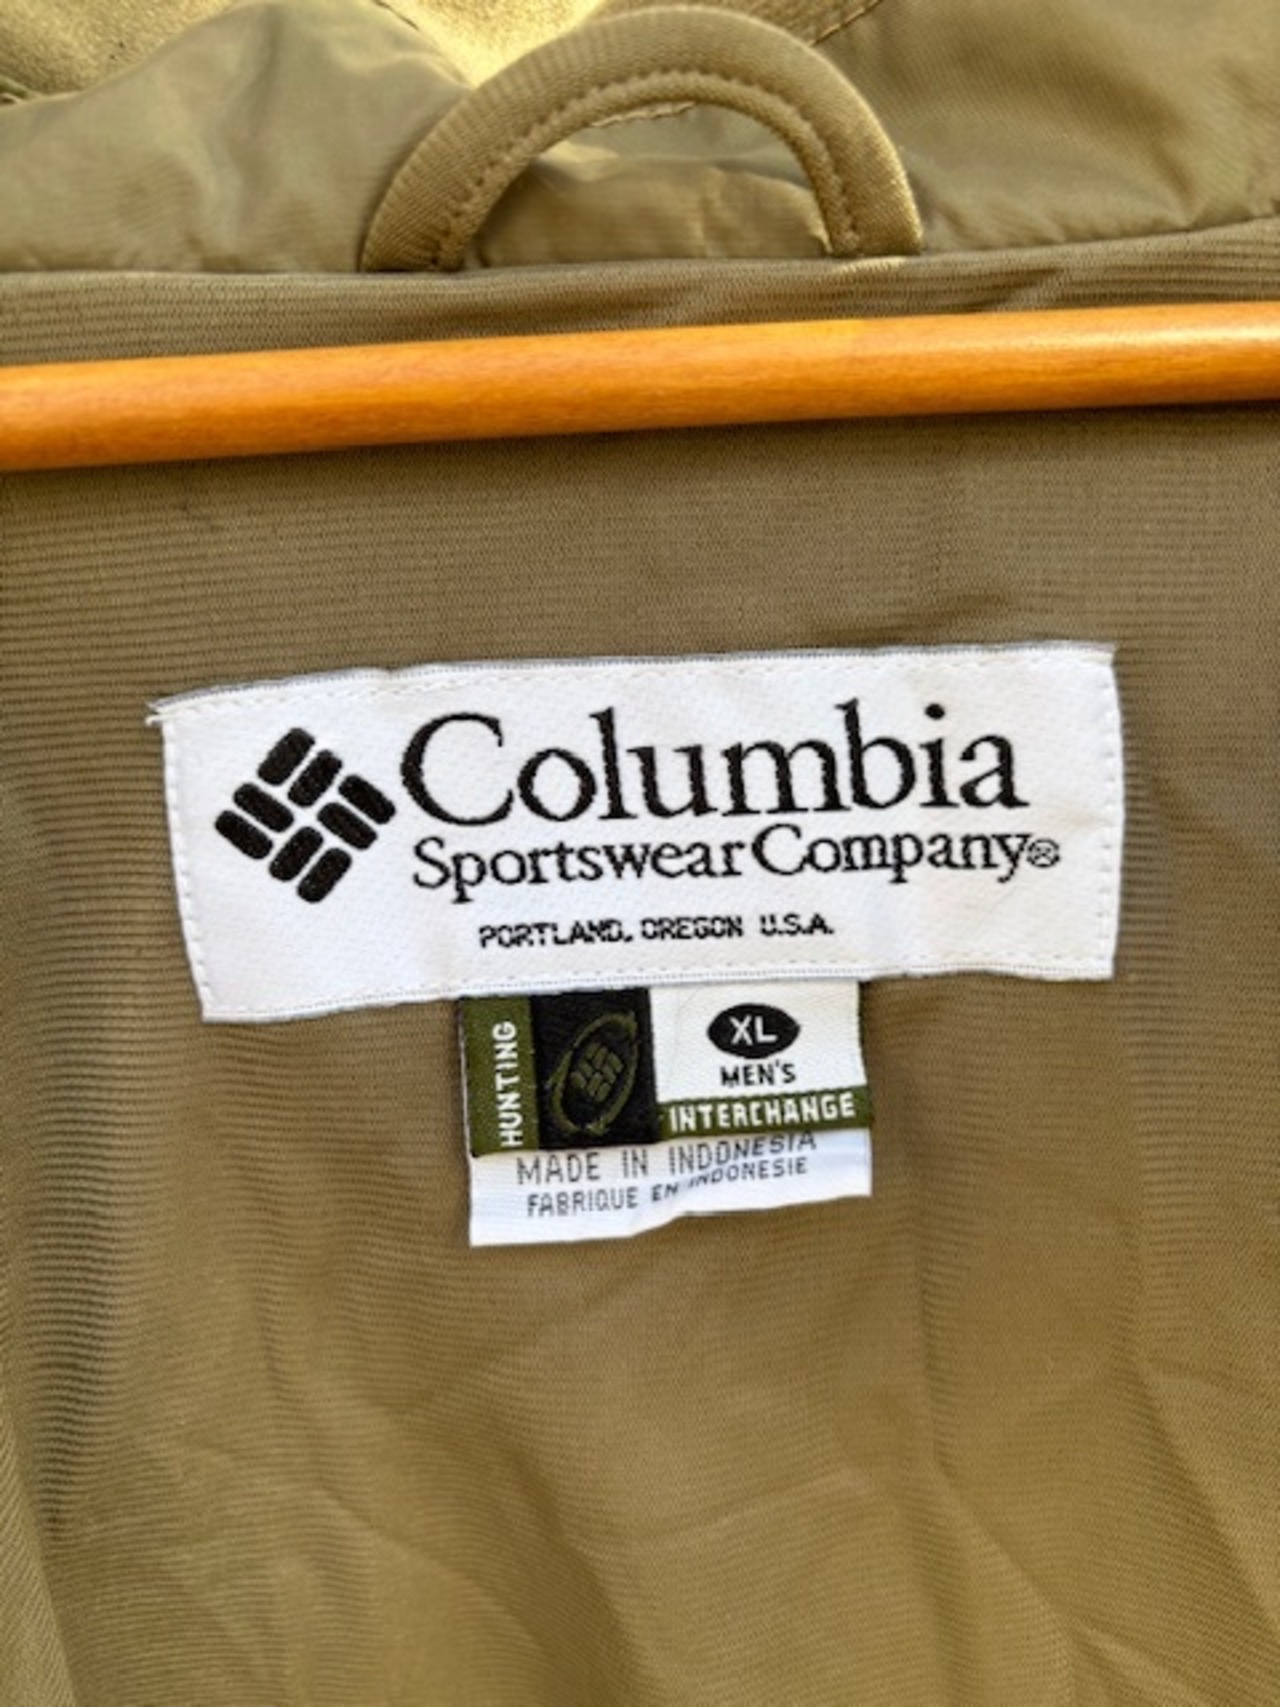 Columbia
Sportswear Company®
PORTLAND, OREGON U.S.A.
HUNTING
XL
MEN'S
INTERCHANGE
MADE IN INDONESIA
FABRIQUE EN INDONESIE